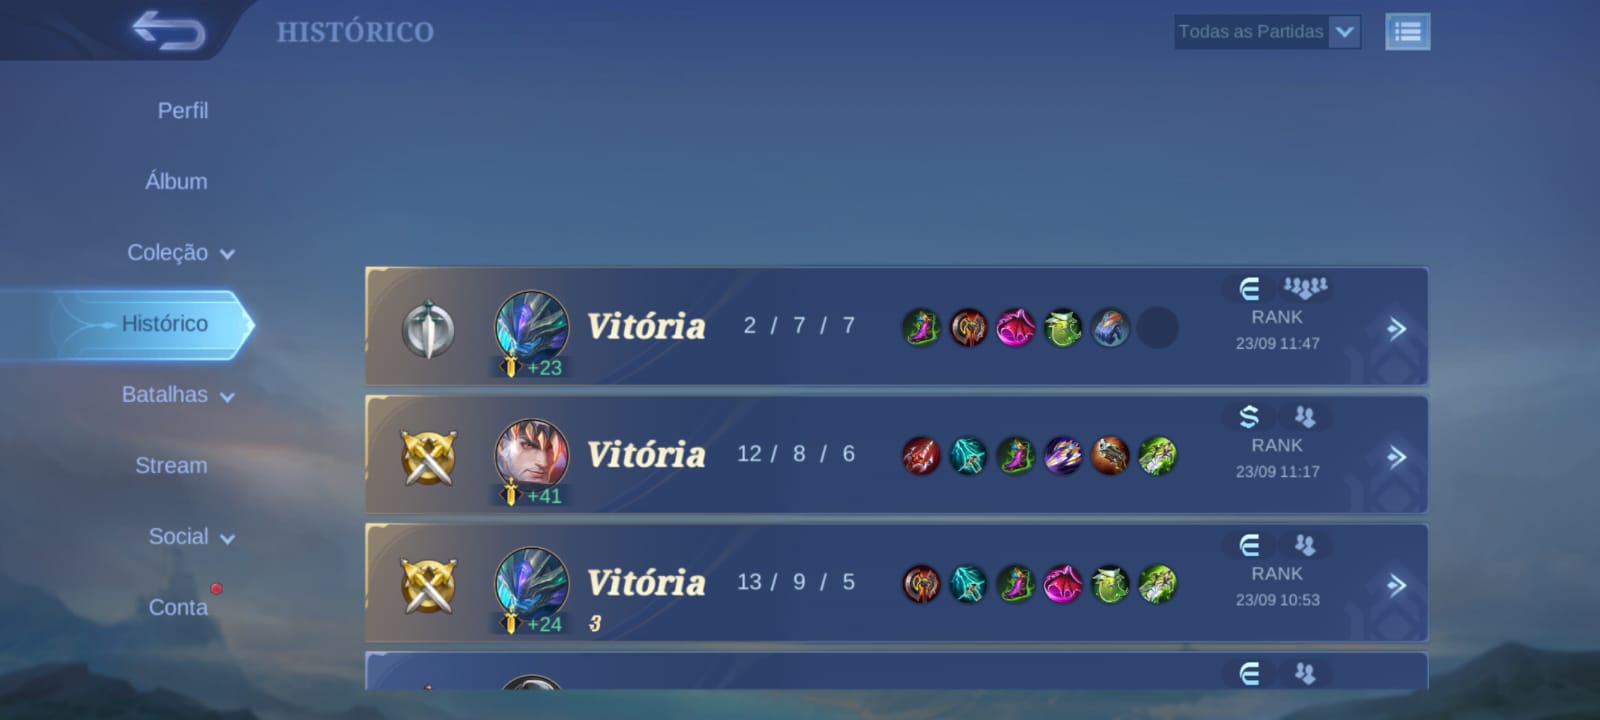 HISTÓRICO
Todas as Partidas
Perfil
Álbum
Coleção
Histórico
Batalhas
Stream
Social
Conta
+23
Vitória
2 / 7 / 7
RANK
23/09 11:47
+41
Vitória
12 / 8 / 6
RANK
23/09 11:17
+24
Vitória
3
13 / 9 / 5
RANK
23/09 10:53